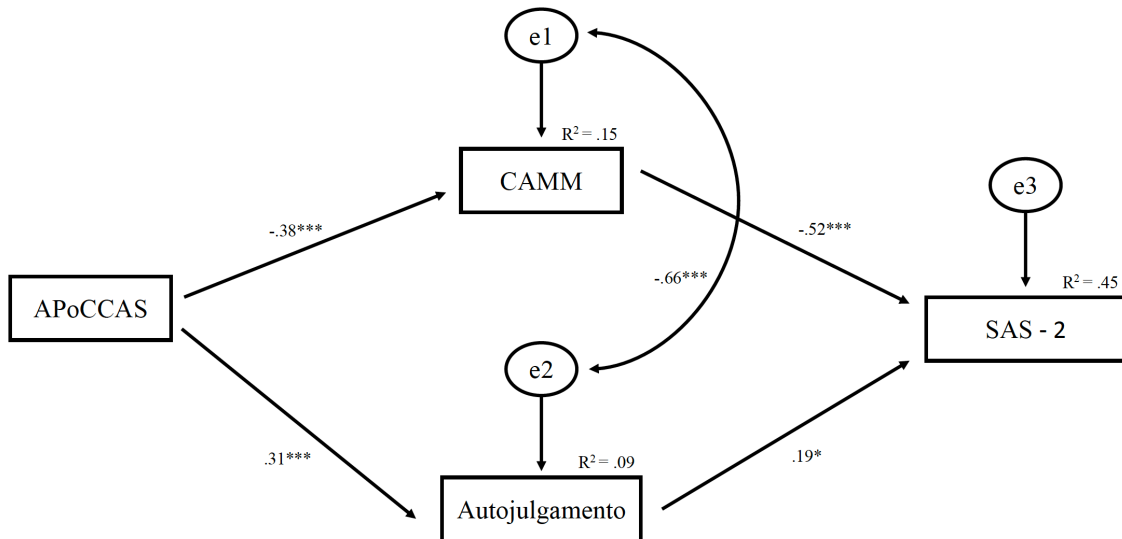 e1
R² = .15
CAMM
e3
-.38***
-.52***
-.66***
R² = .45
APoCCAS
SAS - 2
e2
.31***
R² = .09
.19*
Autojulgamento